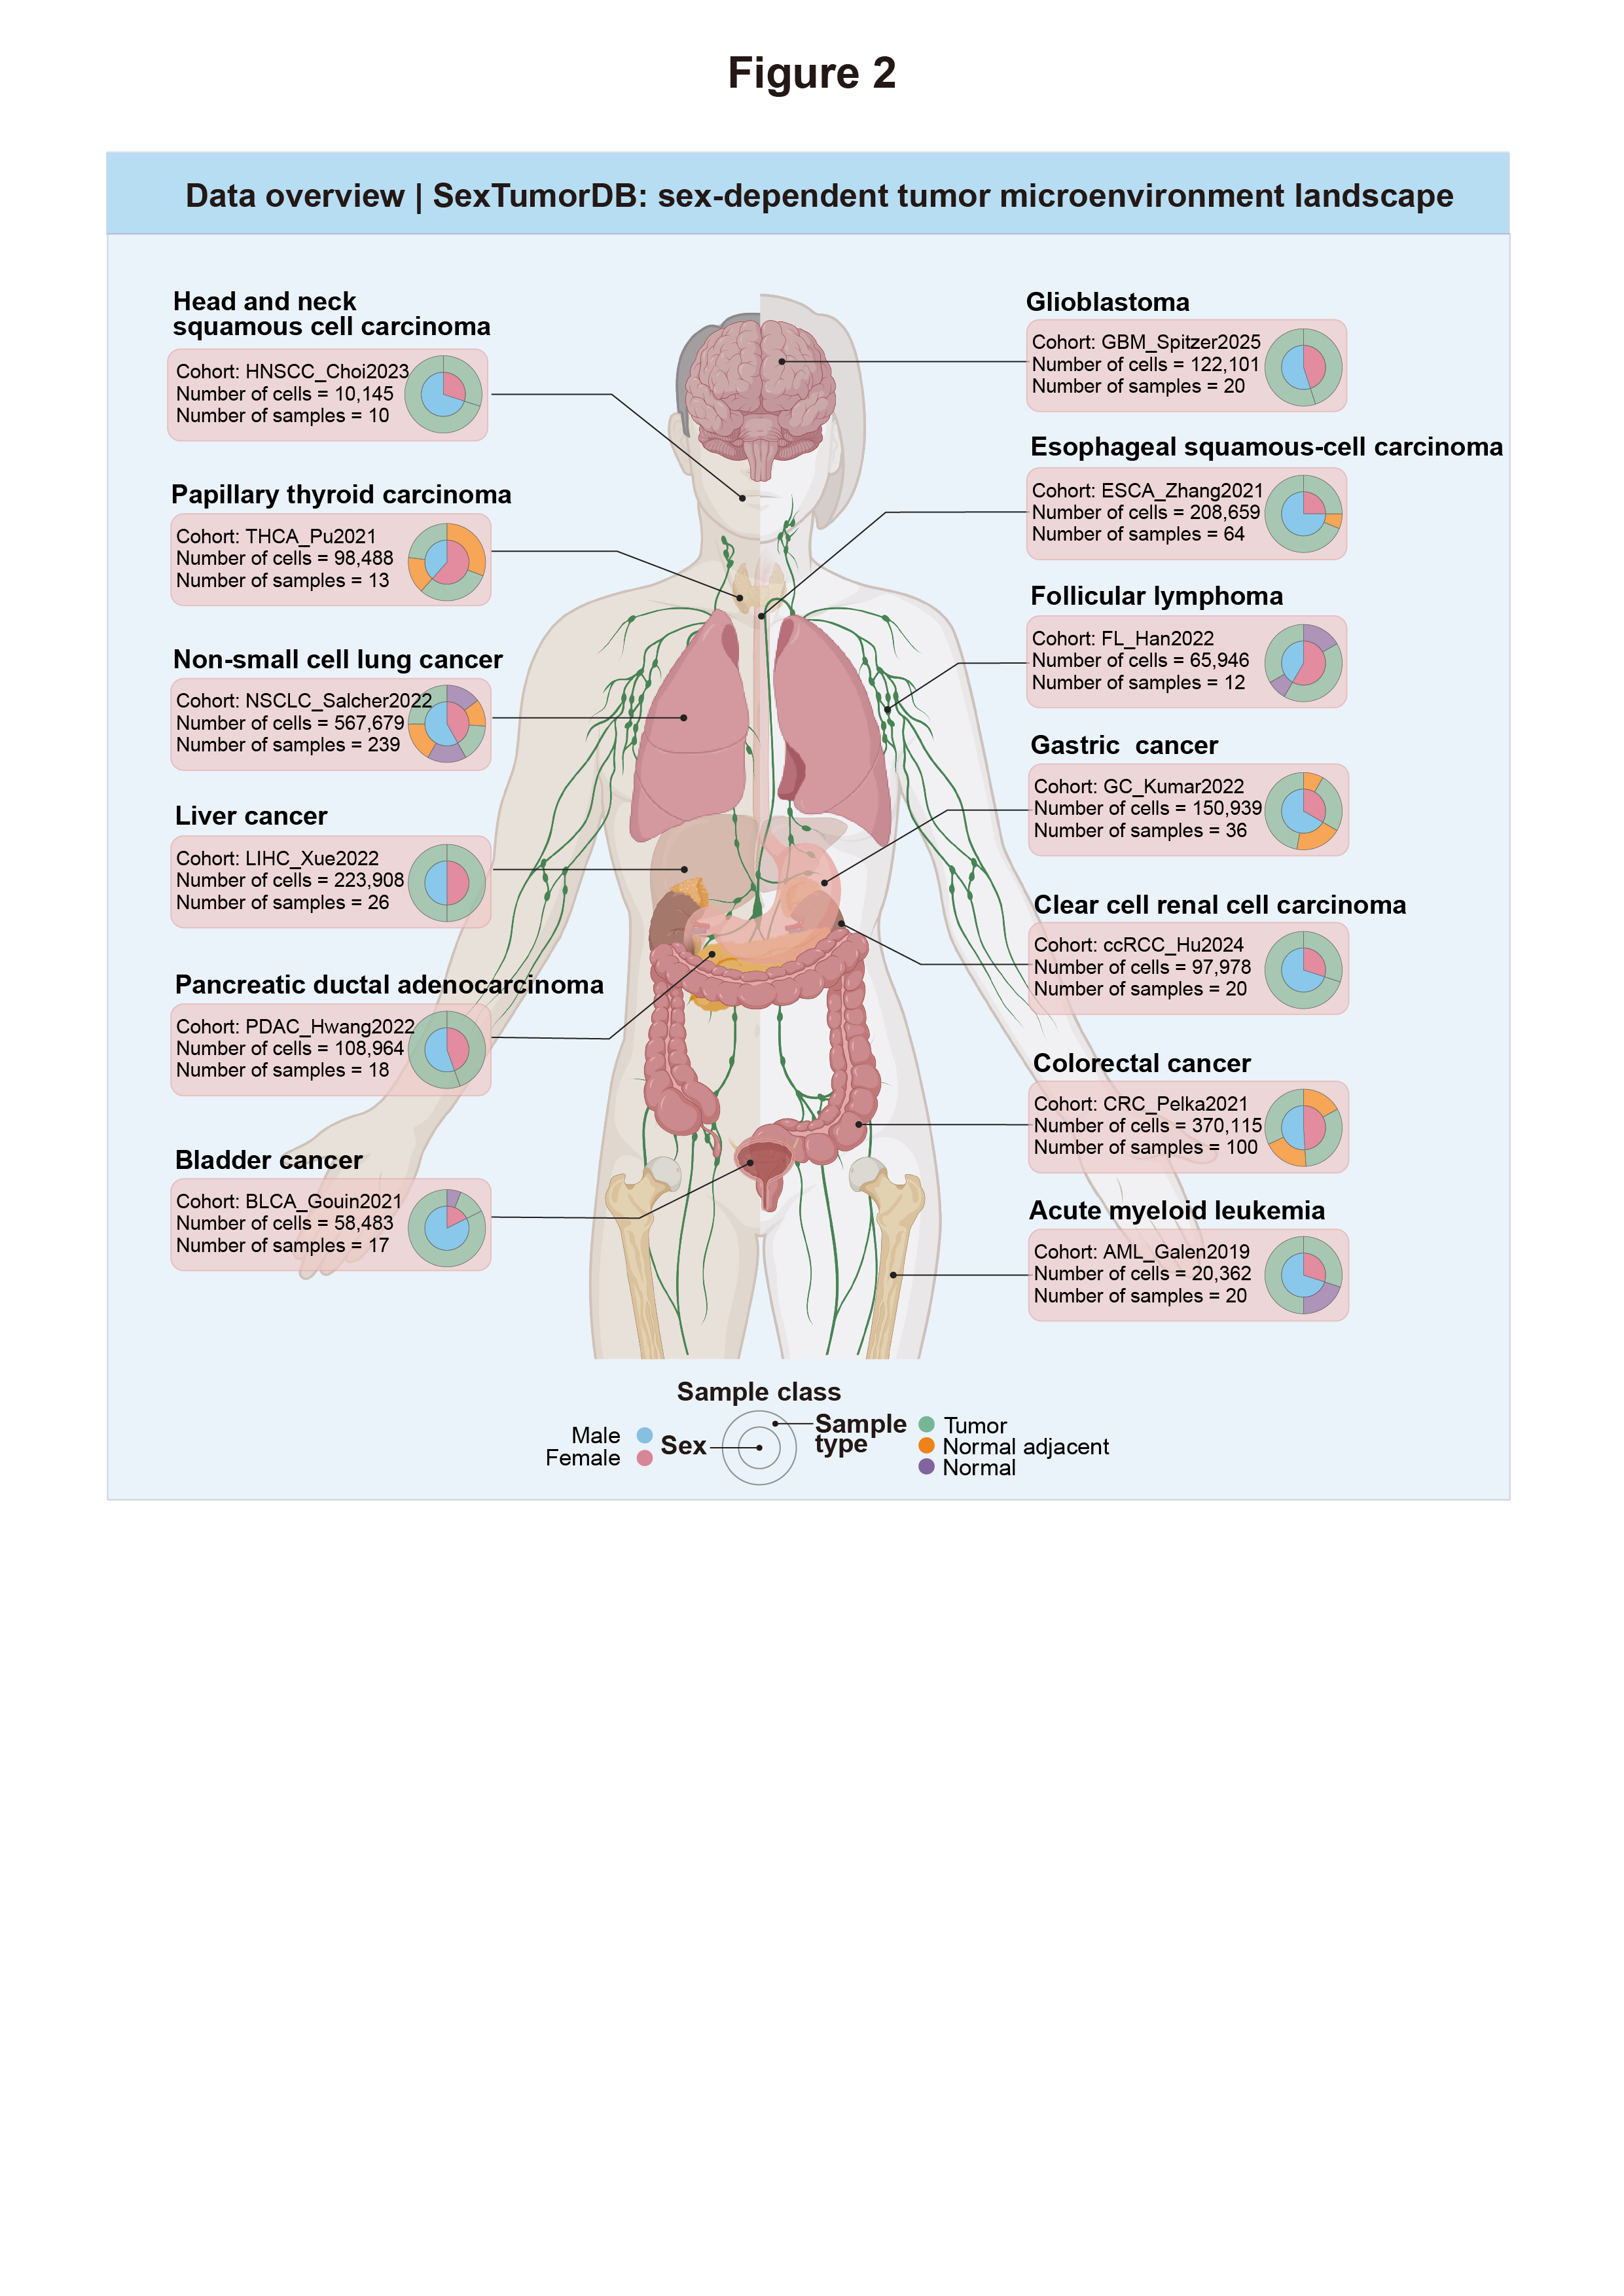 Figure 2
Data overview | SexTumorDB: sex-dependent tumor microenvironment landscape
Head and neck
squamous cell carcinoma
Cohort: HNSCC_Choi2023
Number of cells = 10,145
Number of samples = 10
Papillary thyroid carcinoma
Cohort: THCA_Pu2021
Number of cells = 98,488
Number of samples = 13
Non-small cell lung cancer
Cohort: NSCLC_Salcher2022
Number of cells = 567,679
Number of samples = 239
Liver cancer
Cohort: LIHC_Xue2022
Number of cells = 223,908
Number of samples = 26
Pancreatic ductal adenocarcinoma
Cohort: PDAC_Hwang2022
Number of cells = 108,964
Number of samples = 18
Bladder cancer
Cohort: BLCA_Gouin2021
Number of cells = 58,483
Number of samples = 17
Glioblastoma
Cohort: GBM_Spitzer2025
Number of cells = 122,101
Number of samples = 20
Esophageal squamous-cell carcinoma
Cohort: ESCA_Zhang2021
Number of cells = 208,659
Number of samples = 64
Follicular lymphoma
Cohort: FL_Han2022
Number of cells = 65,946
Number of samples = 12
Gastric cancer
Cohort: GC_Kumar2022
Number of cells = 150,939
Number of samples = 36
Clear cell renal cell carcinoma
Cohort: ccRCC_Hu2024
Number of cells = 97,978
Number of samples = 20
Colorectal cancer
Cohort: CRC_Pelka2021
Number of cells = 370,115
Number of samples = 100
Acute myeloid leukemia
Cohort: AML_Galen2019
Number of cells = 20,362
Number of samples = 20
Sample class
Male
Female
Sex
Sample
type
Tumor
Normal adjacent
Normal